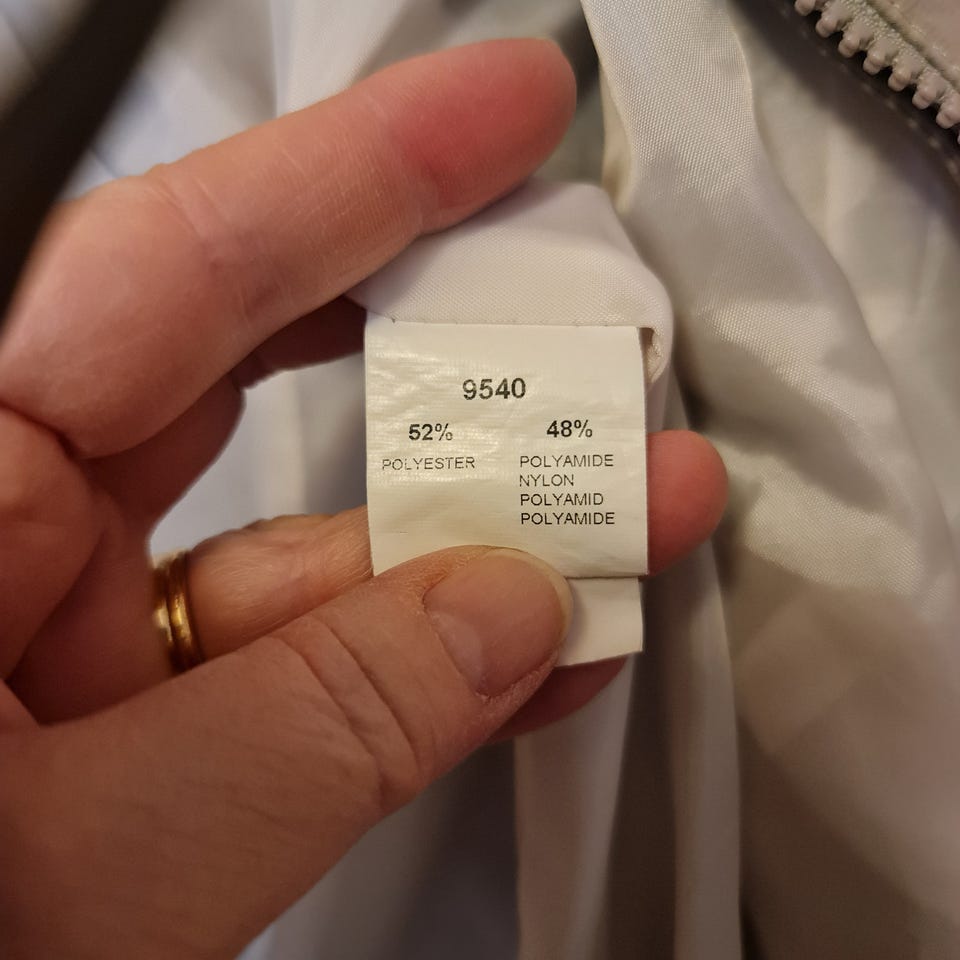 9540
52% 48%
POLYESTER POLYAMIDE
NYLON
POLYAMID
POLYAMIDE